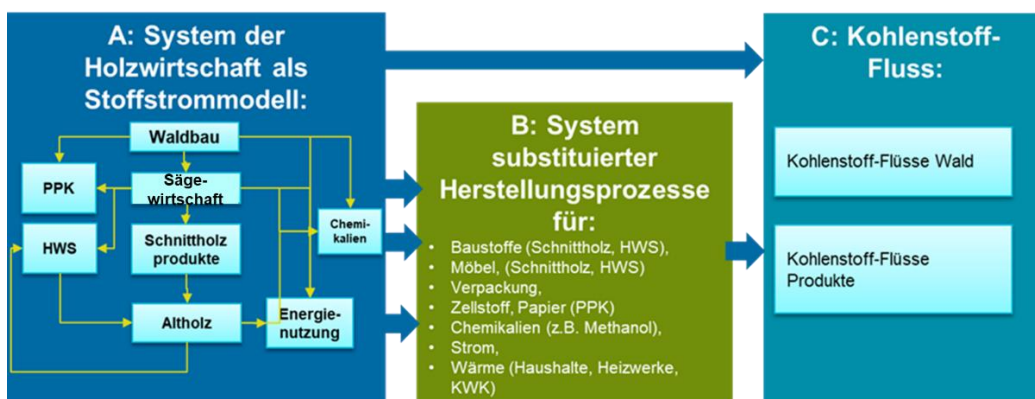 A: System der
Holzwirtschaft als
Stoffstrommodell:
Waldbau
PPK
Säge-
wirtschaft
HWS
Schnittholz
produkte
Chemi-
kalien
Altholz
Energie-
nutzung
B: System
substituierter
Herstellungsprozesse
für:
• Baustoffe (Schnittholz, HWS),
• Möbel, (Schnittholz, HWS)
• Verpackung,
• Zellstoff, Papier (PPK)
• Chemikalien (z.B. Methanol),
• Strom,
• Wärme (Haushalte, Heizwerke,
KWK)
C: Kohlenstoff-
Fluss:
Kohlenstoff-Flüsse Wald
Kohlenstoff-Flüsse
Produkte